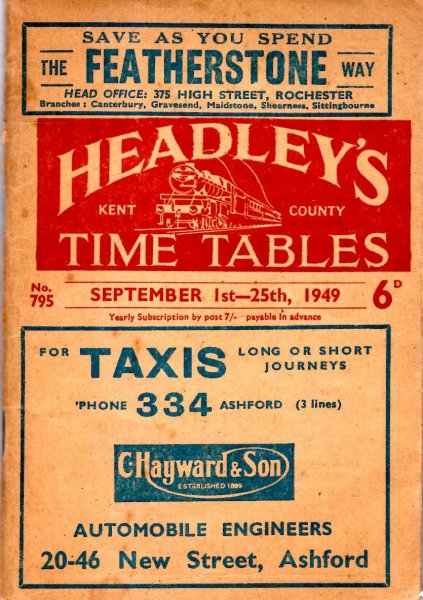 SAVE AS YOU SPEND
THE FEATHERSTONE WAY
HEAD OFFICE: 375 HIGH STREET, ROCHESTER
Branches: Canterbury, Gravesend, Maidstone, Sheerness, Sittingbourne
HEADLEY'S
KENT COUNTY
TIME TABLES
No. 795
SEPTEMBER 1st—25th, 1949
6D
Yearly Subscription by post 7/- payable in advance
FOR TAXIS LONG OR SHORT JOURNEYS
'PHONE 334 ASHFORD (3 lines)
C. Hayward & Son
ESTABLISHED 1889
AUTOMOBILE ENGINEERS
20-46 New Street, Ashford